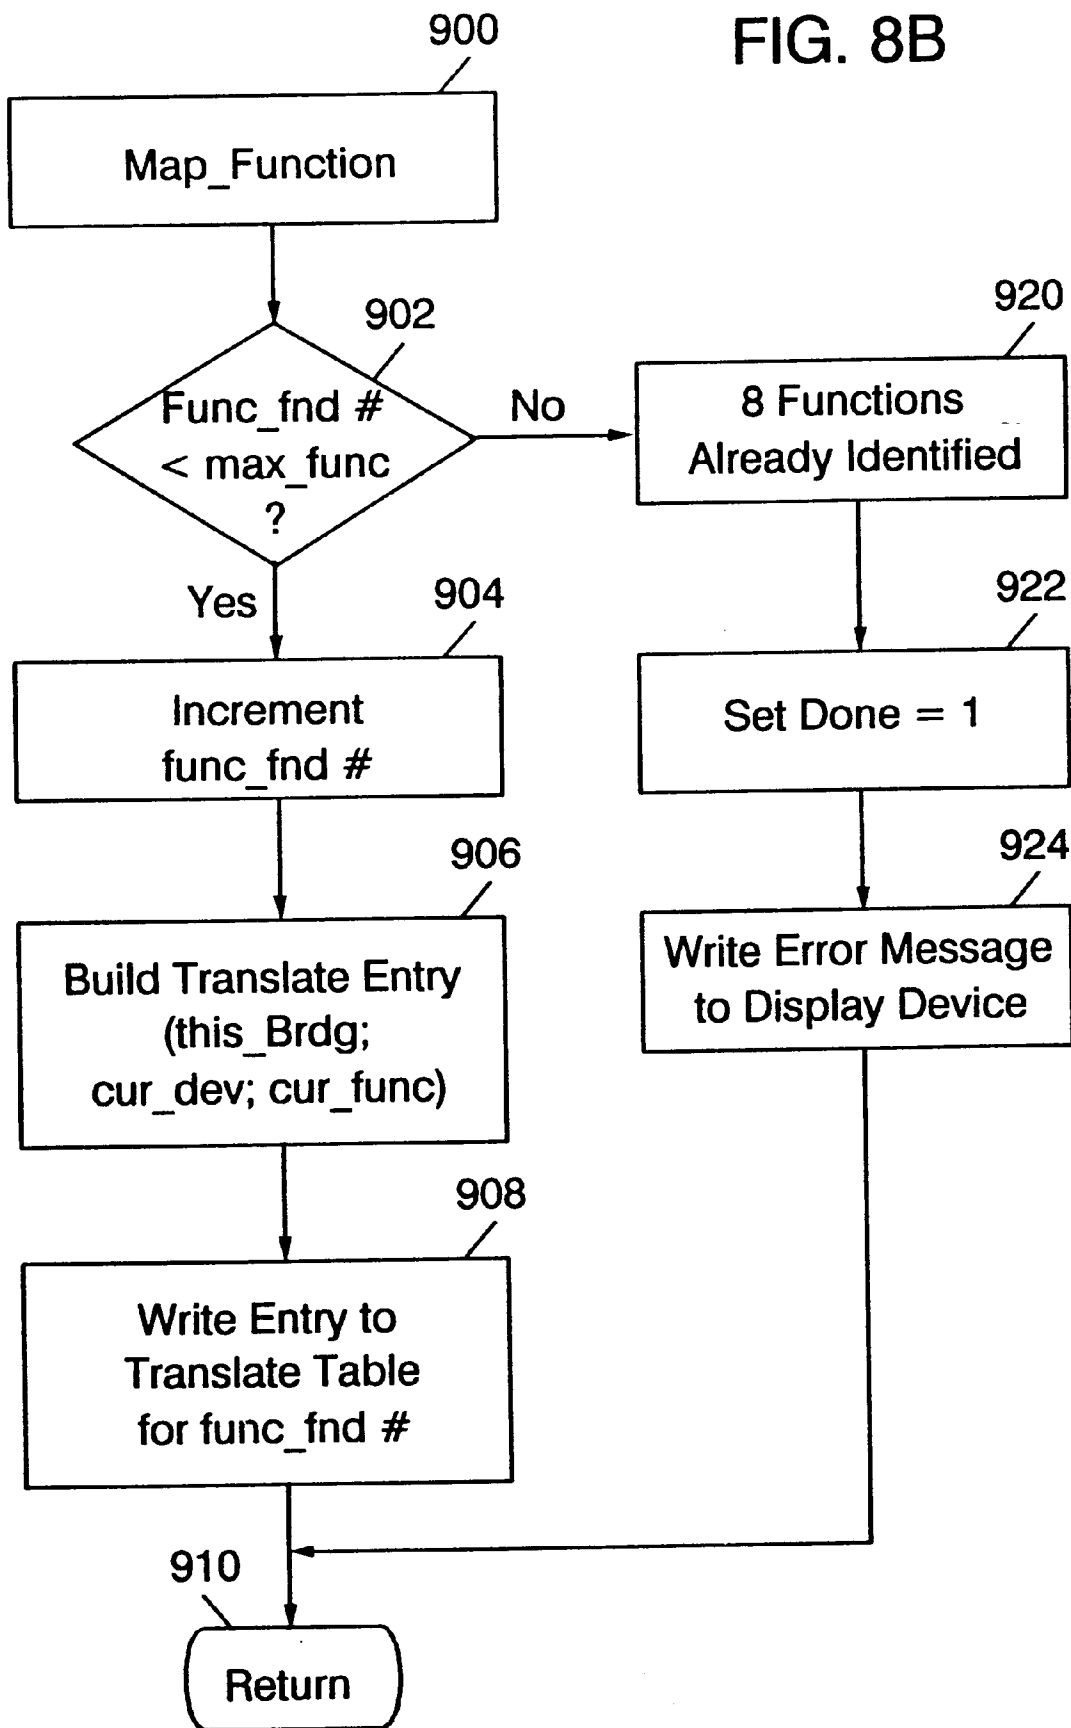 FIG. 8B
900
Map_Function
902
Func_fnd #
< max_func
?
No
Yes
920
8 Functions
Already Identified
904
Increment
func_fnd #
922
Set Done = 1
906
Build Translate Entry
(this_Brdg;
cur_dev; cur_func)
924
Write Error Message
to Display Device
908
Write Entry to
Translate Table
for func_fnd #
910
Return